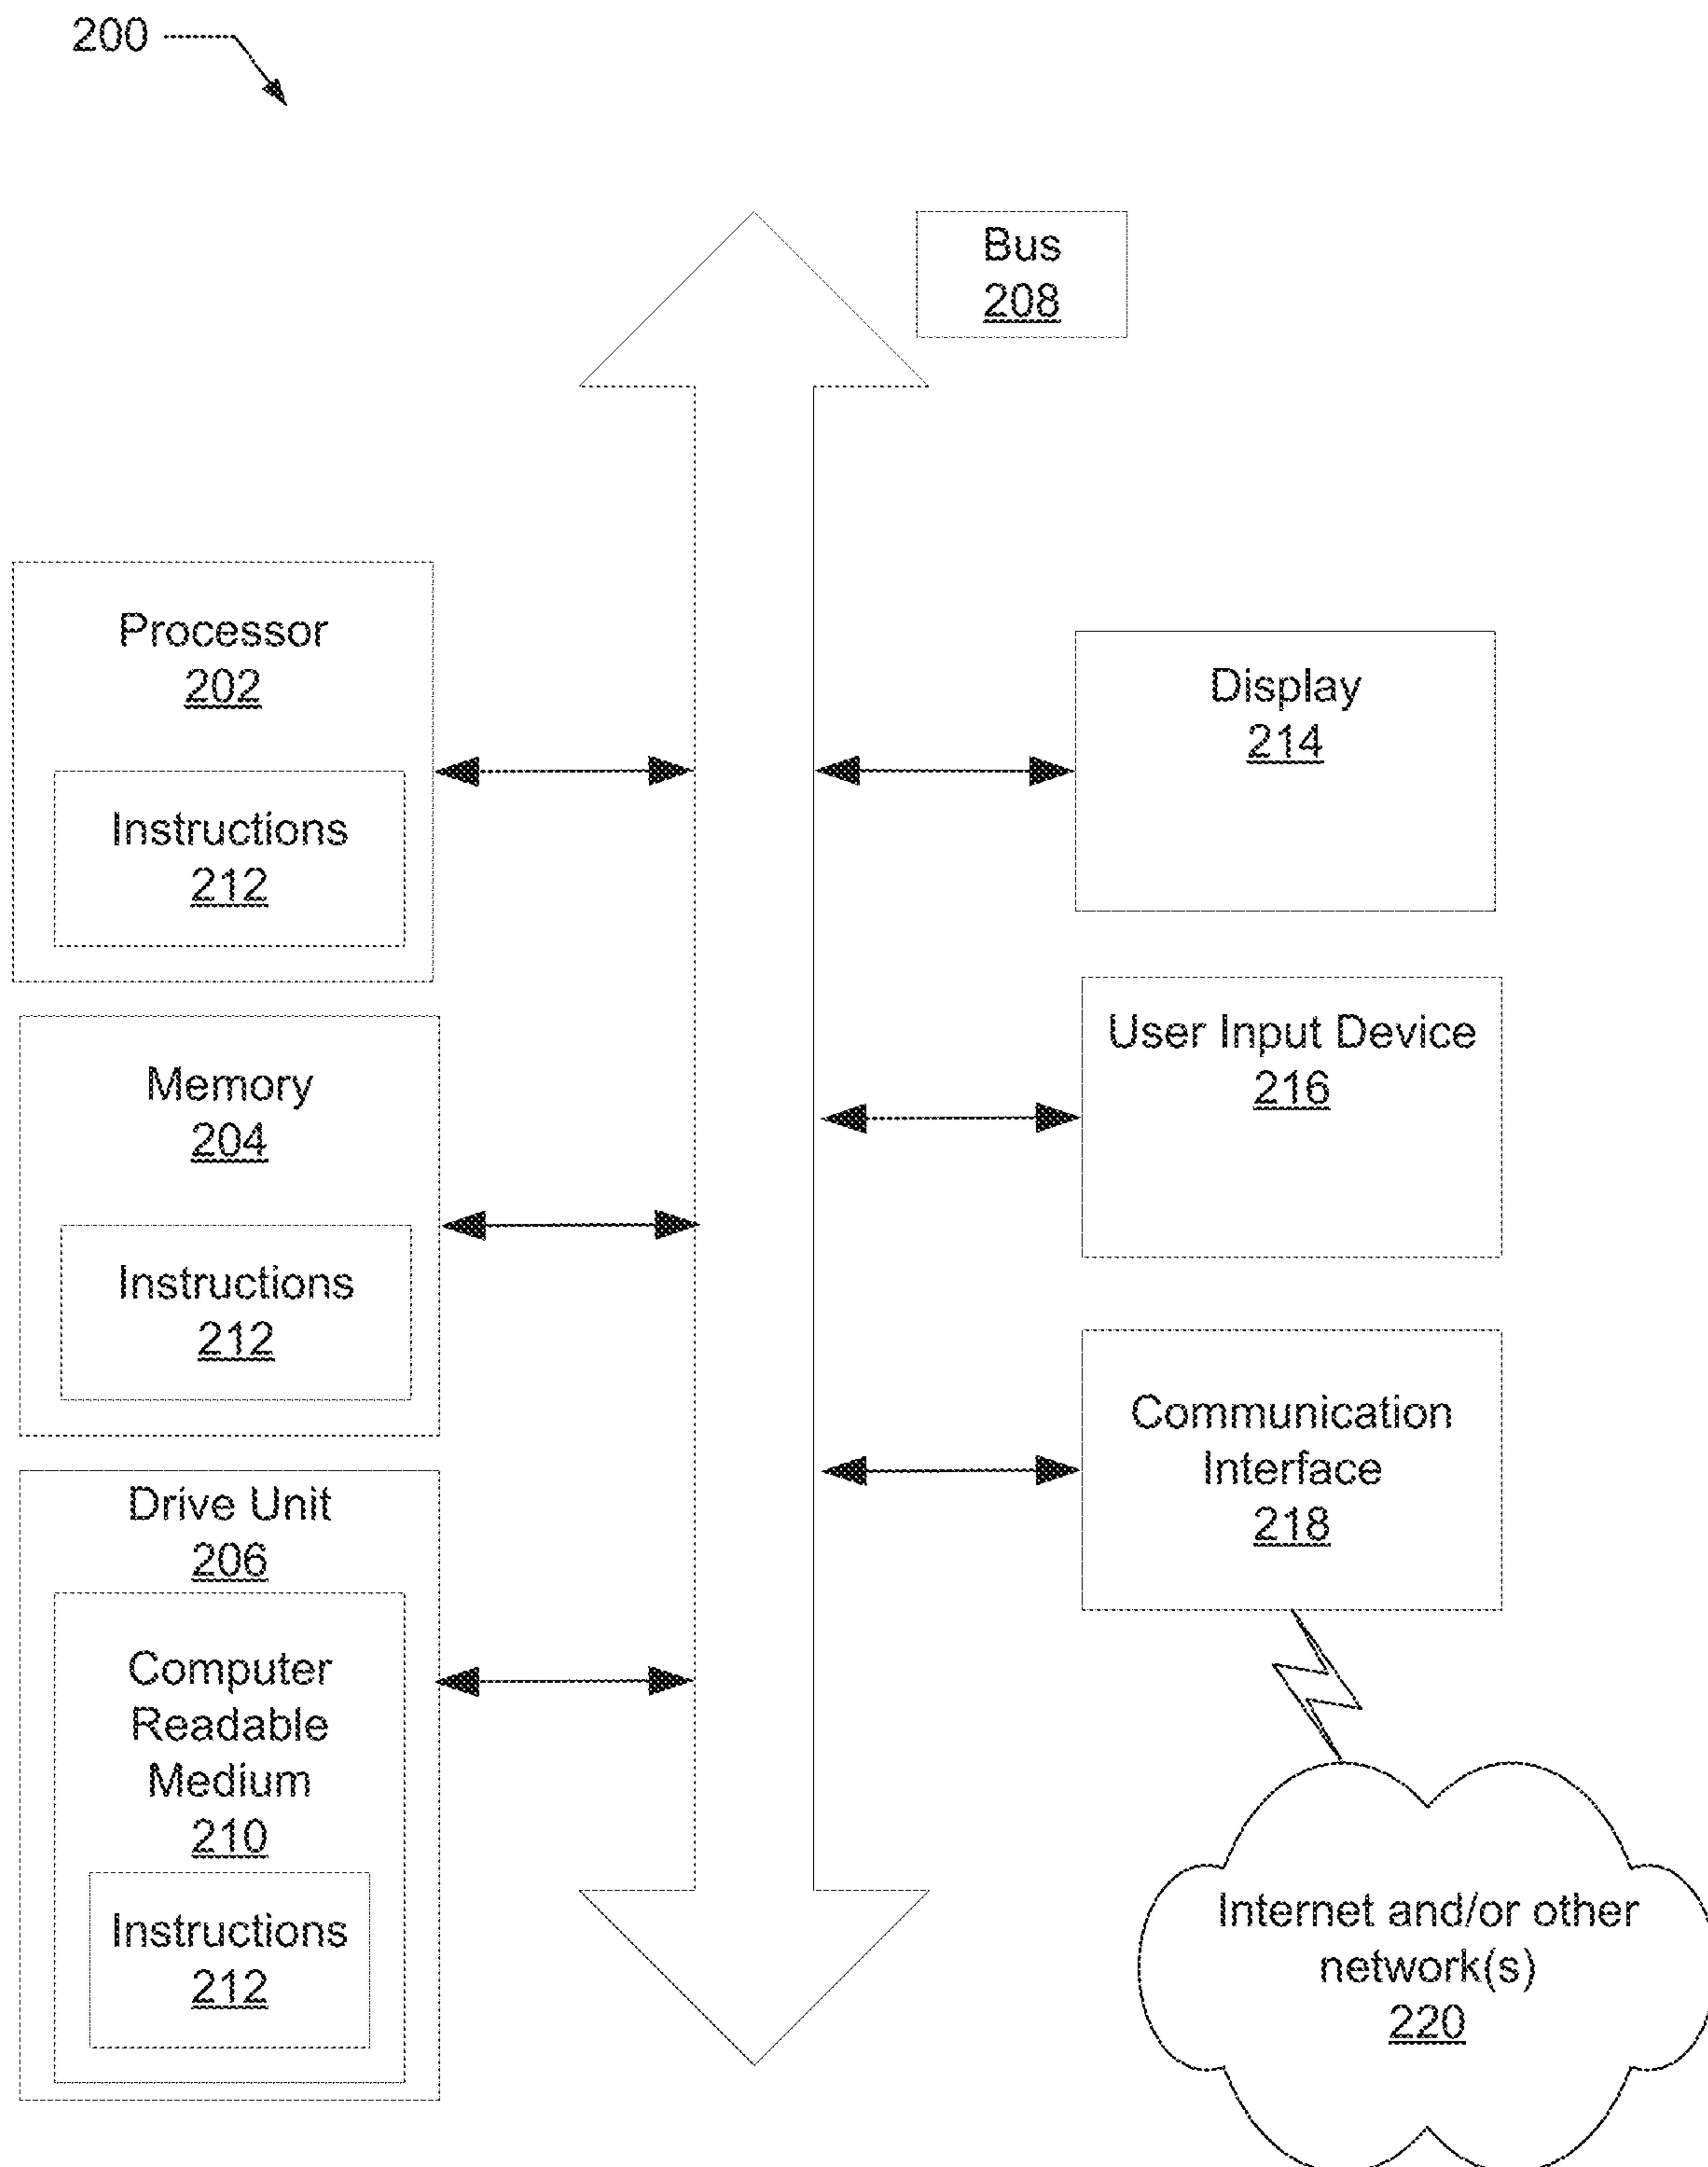 200
Bus
208
Processor
202
Instructions
212
Memory
204
Instructions
212
Drive Unit
206
Computer
Readable
Medium
210
Instructions
212
Display
214
User Input Device
216
Communication
Interface
218
Internet and/or other
network(s)
220